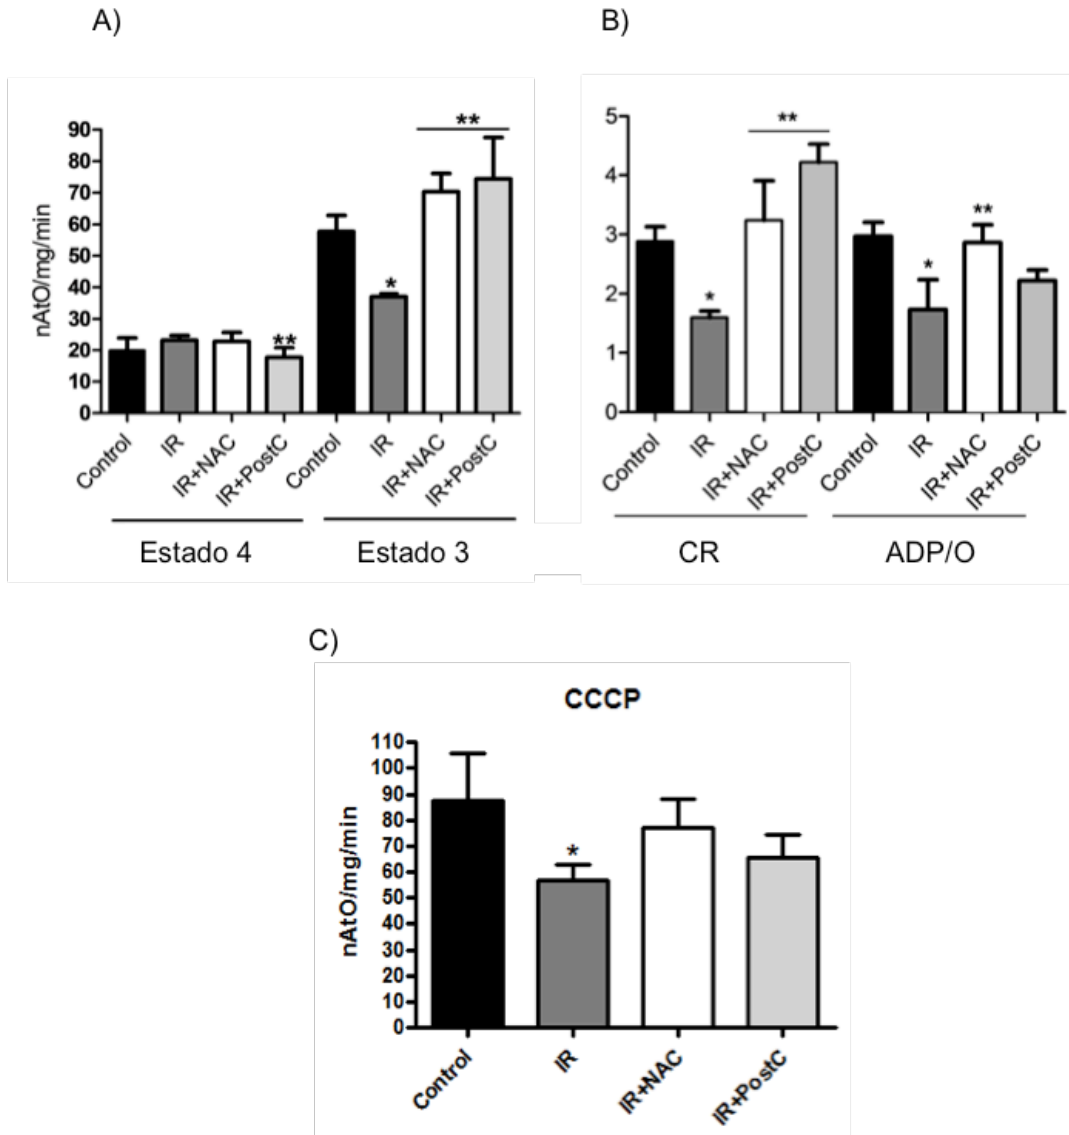 A)
B)
nAtO/mg/min
90
80
70
60
50
40
30
20
10
0
**
*
**
Control
IR
IR+NAC
IR+PostC
Control
IR
IR+NAC
IR+PostC
Estado 4
Estado 3
5
4
3
2
1
0
**
*
*
**
Control
IR
IR+NAC
IR+PostC
Control
IR
IR+NAC
IR+PostC
CR
ADP/O
C)
CCCP
nAtO/mg/min
110
100
90
80
70
60
50
40
30
20
10
0
*
Control
IR
IR+NAC
IR+PostC